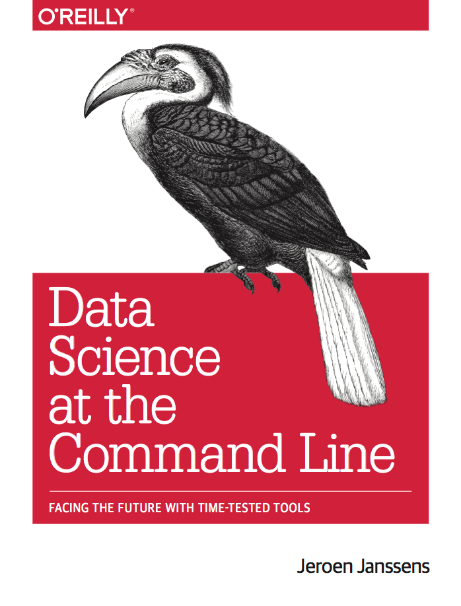 O'REILLY®
Data
Science
at the
Command Line
FACING THE FUTURE WITH TIME-TESTED TOOLS
Jeroen Janssens